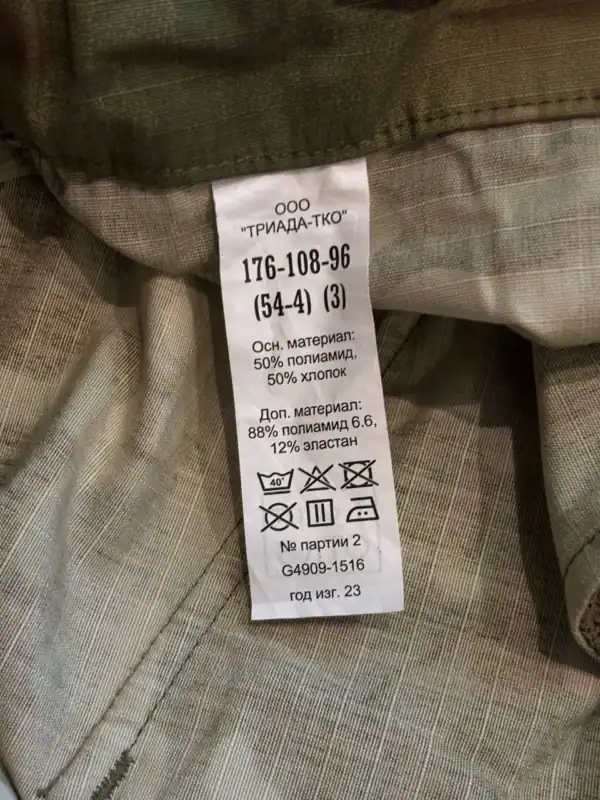 ООО
"ТРИАДА-ТКО"
176-108-96
(54-4) (3)
Осн. материал:
50% полиамид,
50% хлопок
Доп. материал:
88% полиамид 6.6,
12% эластан
40°
№ партии 2
G4909-1516
год изг. 23